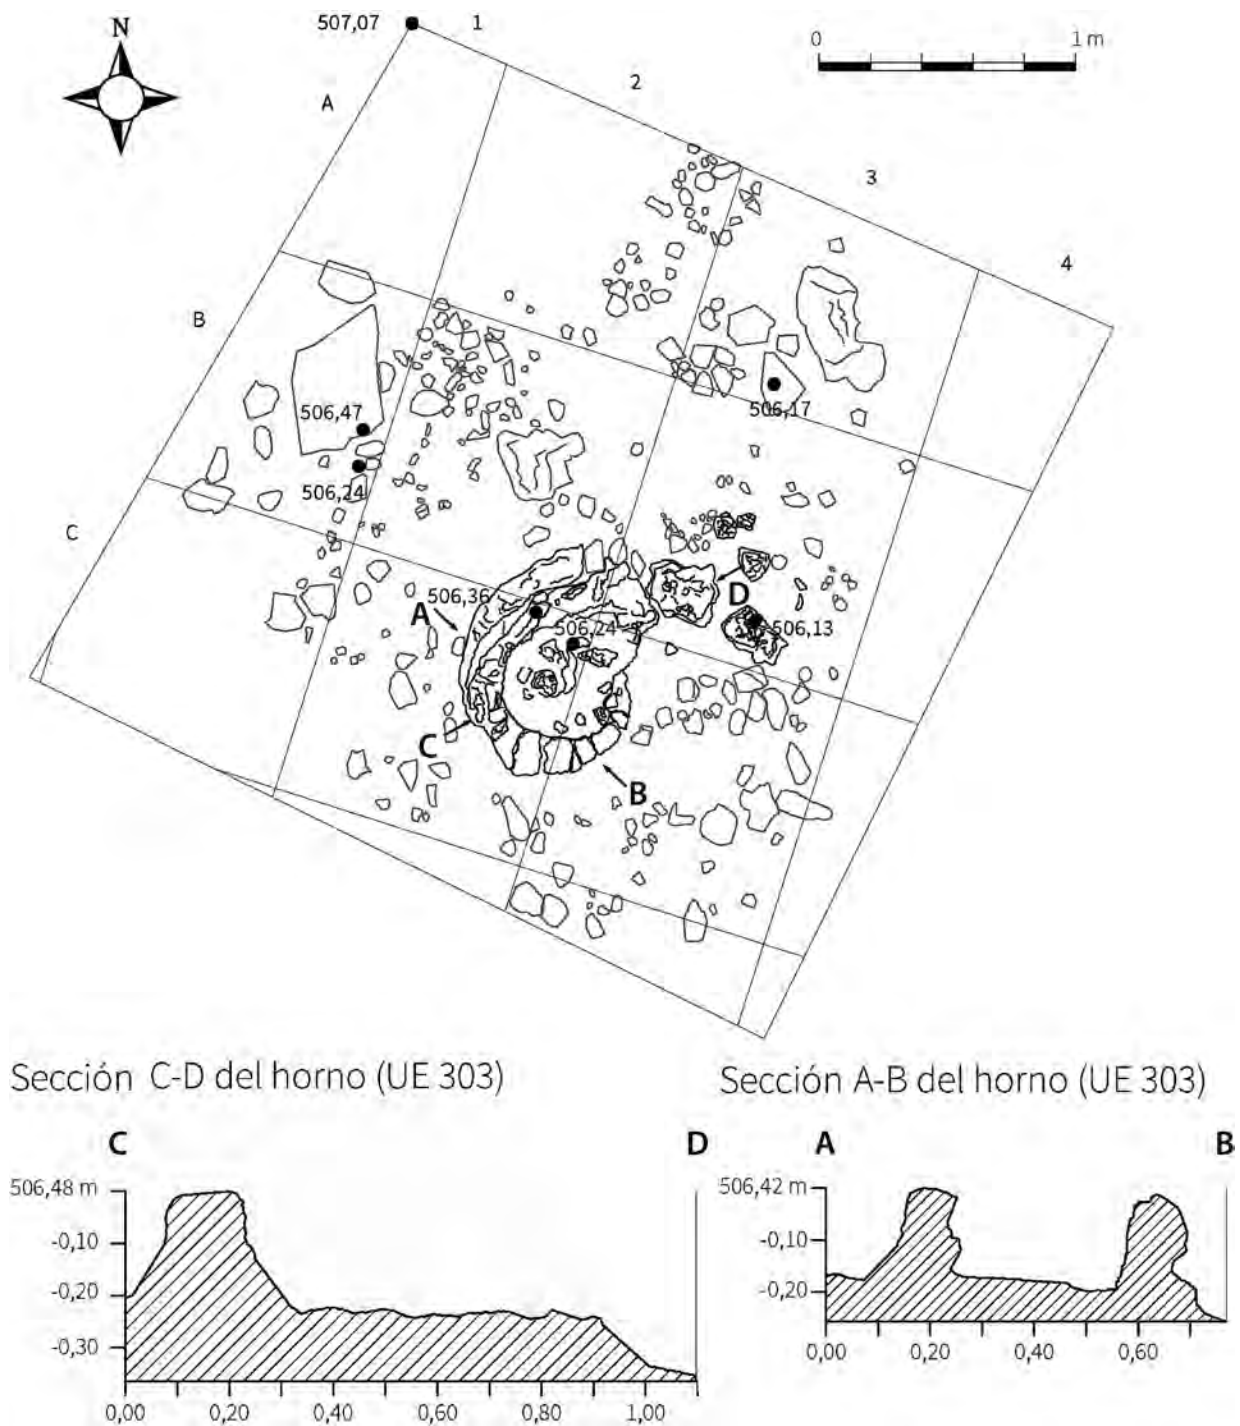 N
507,07
1
2
3
4
0
1 m
A
B
C
506,47
506,24
506,17
506,36
506,24
506,13
A
D
C
B
Sección C-D del horno (UE 303)
C
D
506,48 m
-0,10
-0,20
-0,30
0,00 0,20 0,40 0,60 0,80 1,00
Sección A-B del horno (UE 303)
A
B
506,42 m
-0,10
-0,20
0,00 0,20 0,40 0,60